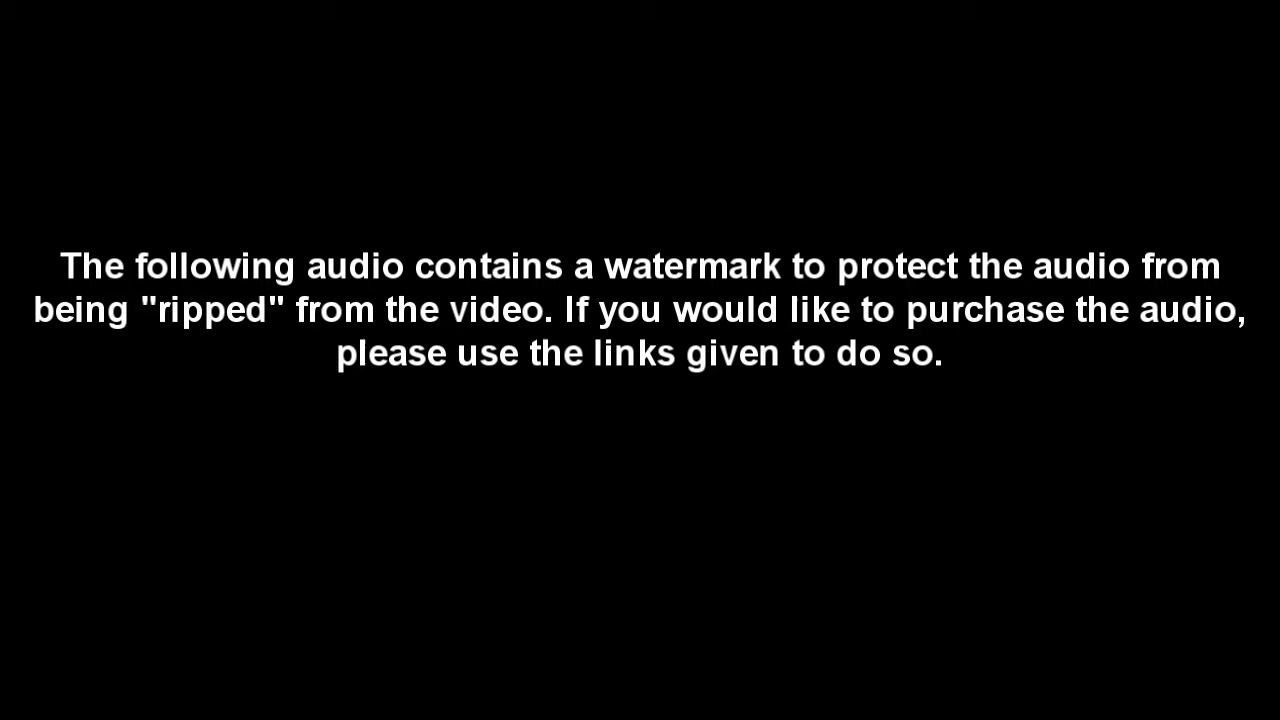 The following audio contains a watermark to protect the audio from
being "ripped" from the video. If you would like to purchase the audio,
please use the links given to do so.